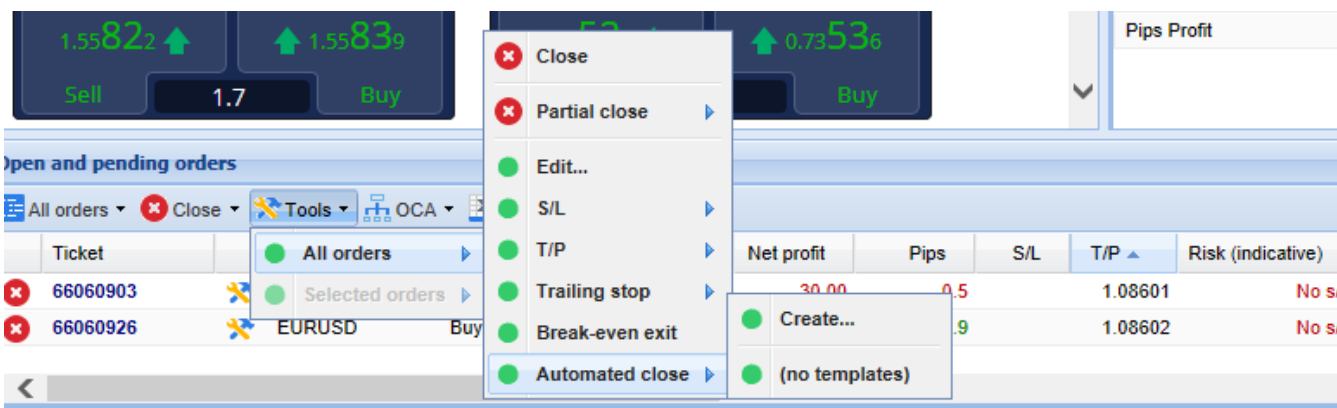 Pips Profit
1.55822 1.55839 0.73536
Sell 1.7 Buy Buy
Close
Partial close
Open and pending orders
Edit...
All orders Close Tools OCA S/L
Ticket All orders T/P Net profit Pips S/L T/P Risk (indicative)
66060903 Selected orders Trailing stop 30.00 0.5 1.08601 No
Create...
66060926 EURUSD Buy Break-even exit .9 1.08602 No
Automated close (no templates)